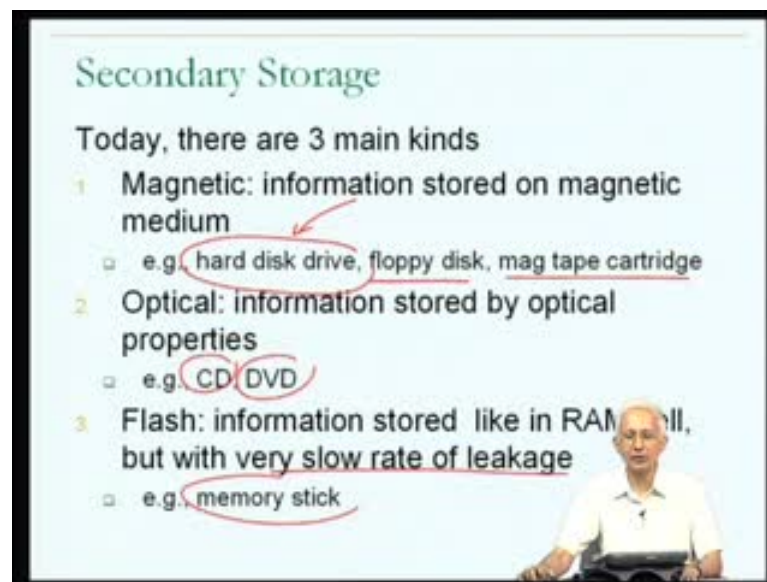 Secondary Storage
Today, there are 3 main kinds
1. Magnetic: information stored on magnetic
medium
e.g., hard disk drive, floppy disk, mag tape cartridge
2. Optical: information stored by optical
properties
e.g. CD, DVD
3. Flash: information stored like in RAM
but with very slow rate of leakage
e.g., memory stick